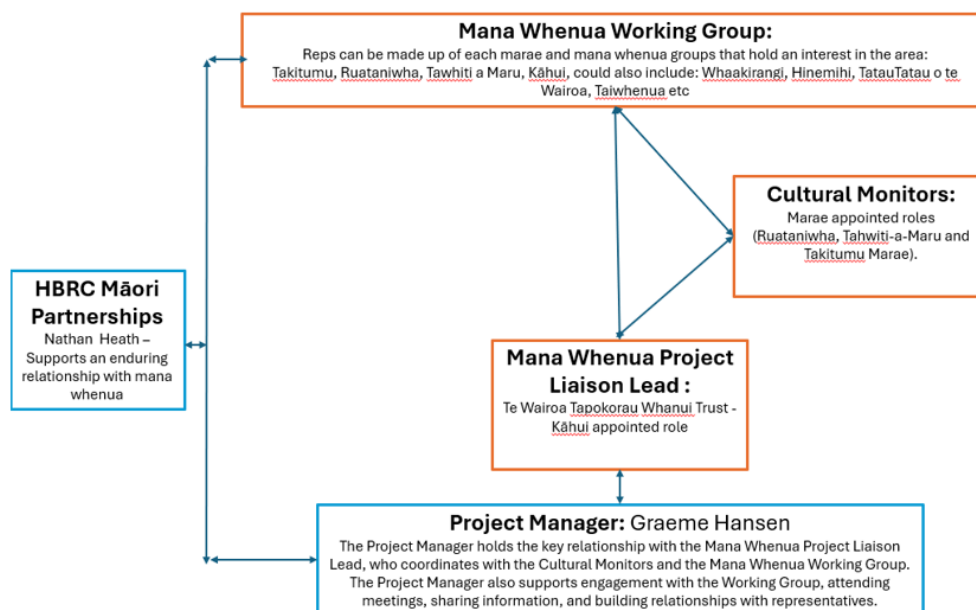 Mana Whenua Working Group:
Reps can be made up of each marae and mana whenua groups that hold an interest in the area:
Takitumu, Ruataniwha, Tawhiti a Maru, Kāhui, could also include: Whaakirangi, Hinemihi, TatauTatau o te
Wairoa, Taiwhenua etc
Cultural Monitors:
Marae appointed roles
(Ruataniwha, Tahwiti-a-Maru and
Takitumu Marae).
HBRC Māori
Partnerships
Nathan Heath –
Supports an enduring
relationship with mana
whenua
Mana Whenua Project
Liaison Lead :
Te Wairoa Tapokorau Whanui Trust -
Kāhui appointed role
Project Manager: Graeme Hansen
The Project Manager holds the key relationship with the Mana Whenua Project Liaison
Lead, who coordinates with the Cultural Monitors and the Mana Whenua Working Group.
The Project Manager also supports engagement with the Working Group, attending
meetings, sharing information, and building relationships with representatives.